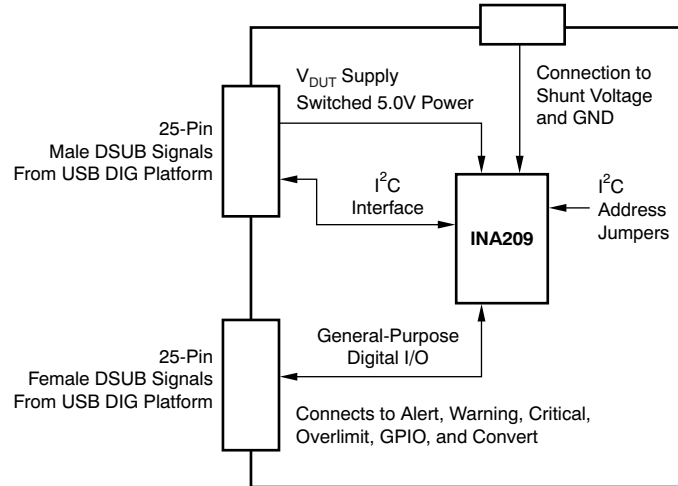 V_DUT Supply
Switched 5.0V Power
Connection to
Shunt Voltage
and GND
25-Pin
Male DSUB Signals
From USB DIG Platform
I²C
Interface
INA209
I²C
Address
Jumpers
25-Pin
Female DSUB Signals
From USB DIG Platform
General-Purpose
Digital I/O
Connects to Alert, Warning, Critical,
Overlimit, GPIO, and Convert